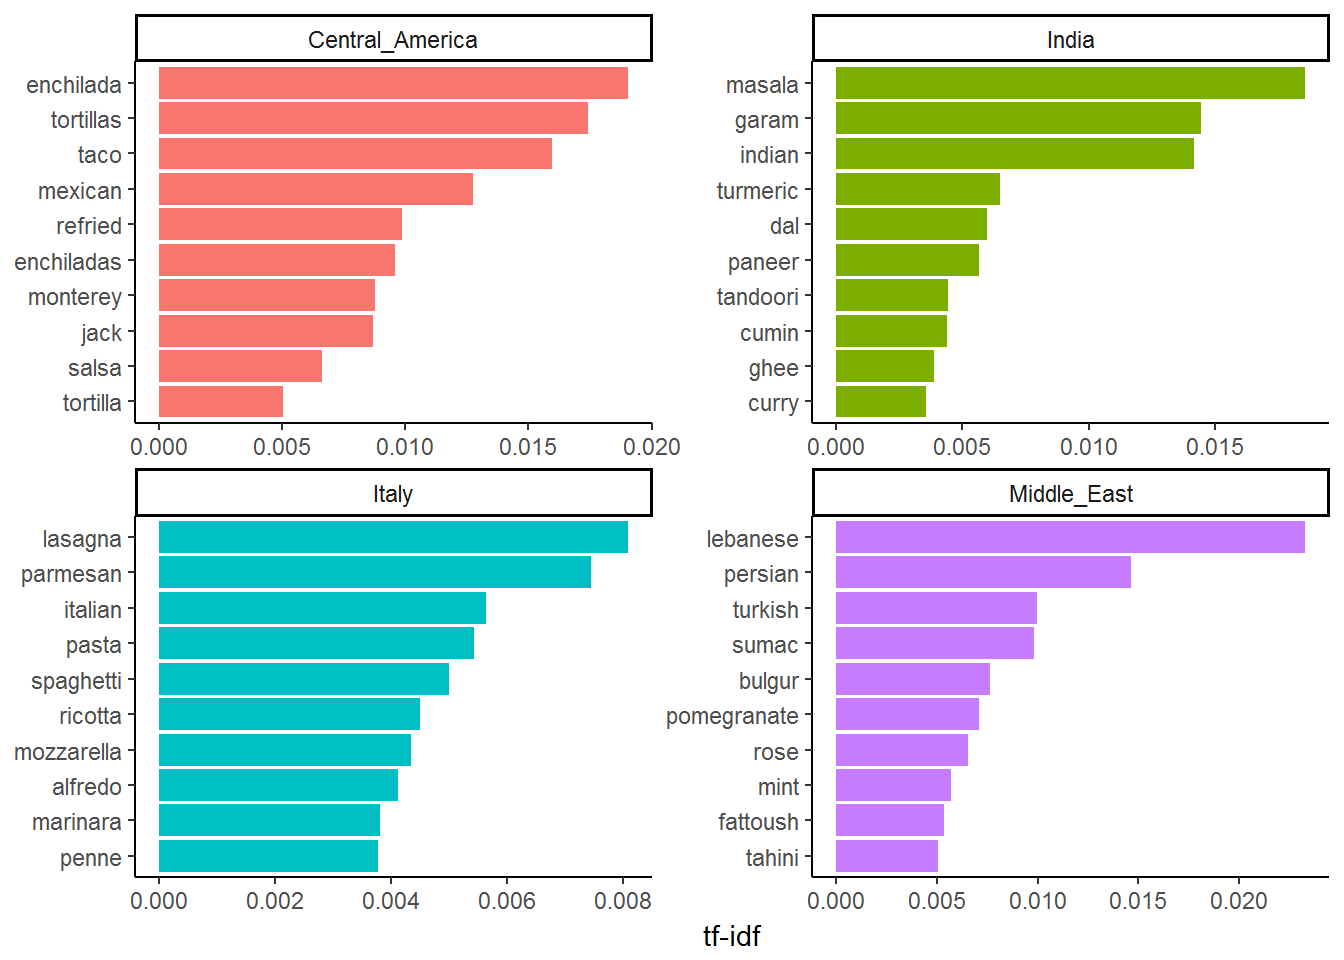 Central_America
enchilada
tortillas
taco
mexican
refried
enchiladas
monterey
jack
salsa
tortilla
0.000 0.005 0.010 0.015 0.020
India
masala
garam
indian
turmeric
dal
paneer
tandoori
cumin
ghee
curry
0.000 0.005 0.010 0.015
Italy
lasagna
parmesan
italian
pasta
spaghetti
ricotta
mozzarella
alfredo
marinara
penne
0.000 0.002 0.004 0.006 0.008
Middle_East
lebanese
persian
turkish
sumac
bulgur
pomegranate
rose
mint
fattoush
tahini
0.000 0.005 0.010 0.015 0.020
tf-idf